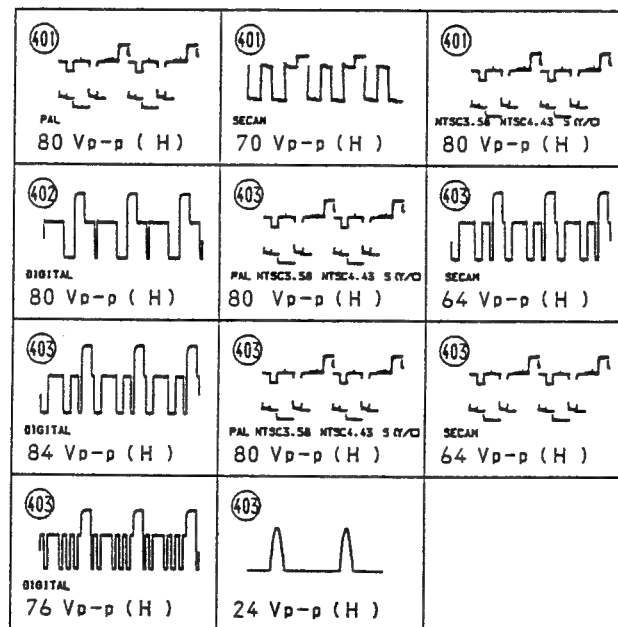 401
PAL
80 Vp-p ( H )
401
SECAM
70 Vp-p ( H )
401
NTSC3.58 NTSC4.43 S (Y/C)
80 Vp-p ( H )
402
DIGITAL
80 Vp-p ( H )
403
PAL NTSC3.58 NTSC4.43 S (Y/C)
80 Vp-p ( H )
403
SECAM
64 Vp-p ( H )
403
DIGITAL
84 Vp-p ( H )
403
PAL NTSC3.58 NTSC4.43 S (Y/C)
80 Vp-p ( H )
403
SECAM
64 Vp-p ( H )
403
DIGITAL
76 Vp-p ( H )
403
24 Vp-p ( H )